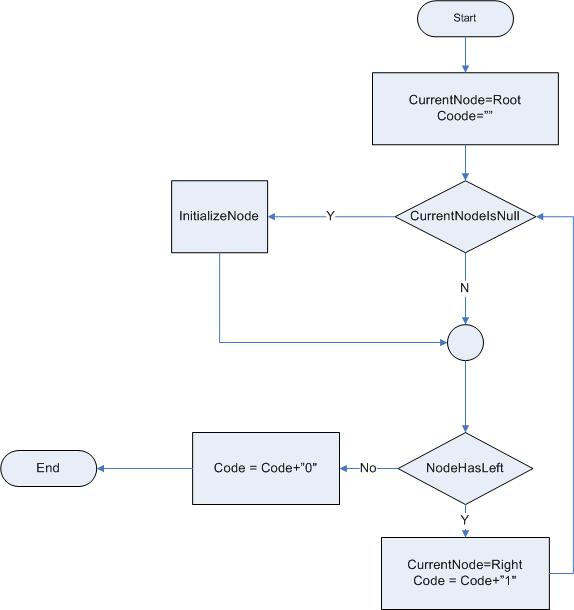 Start
CurrentNode=Root
Coode=””
CurrentNodeIsNull
Y
InitializeNode
N
NodeHasLeft
No
Code = Code+”0"
End
Y
CurrentNode=Right
Code = Code+”1"